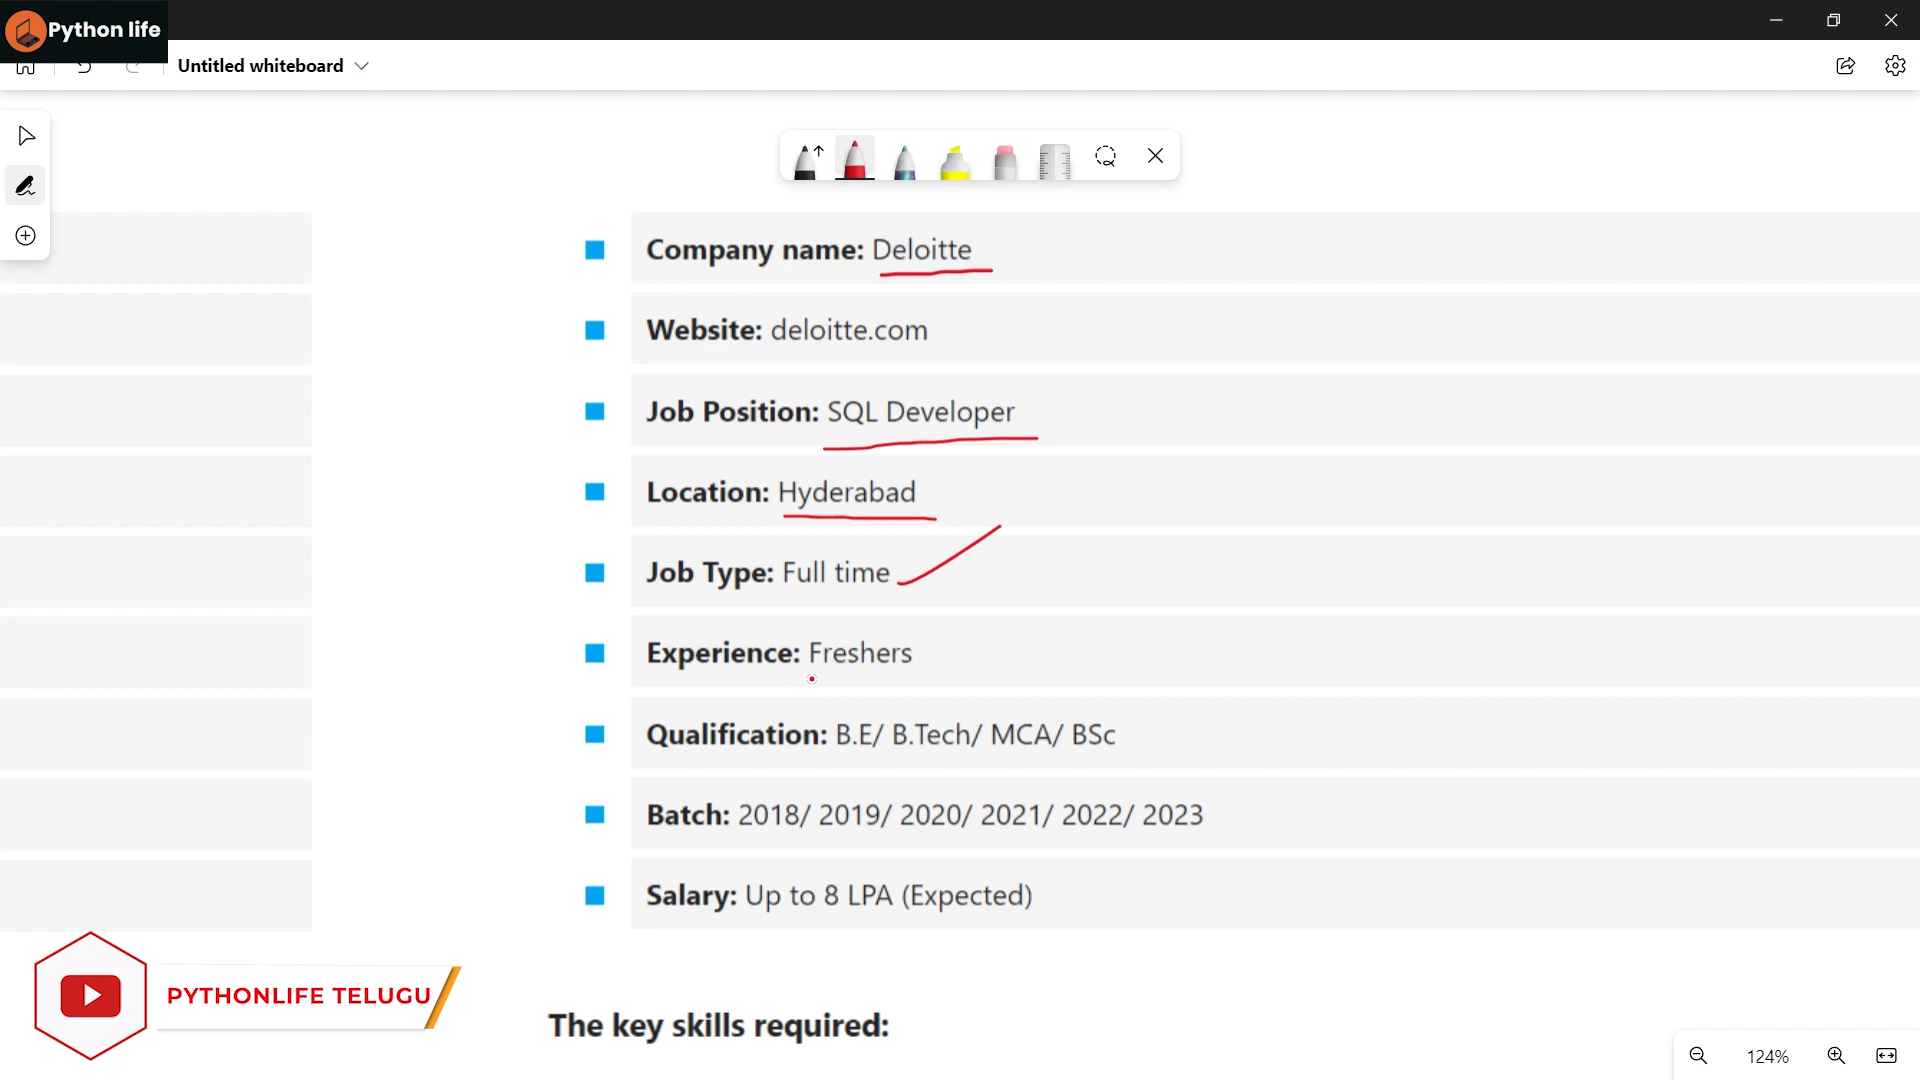 Python life
Untitled whiteboard
Company name: Deloitte
Website: deloitte.com
Job Position: SQL Developer
Location: Hyderabad
Job Type: Full time
Experience: Freshers
Qualification: B.E/ B.Tech/ MCA/ BSc
Batch: 2018/ 2019/ 2020/ 2021/ 2022/ 2023
Salary: Up to 8 LPA (Expected)
PYTHONLIFE TELUGU
The key skills required:
124%